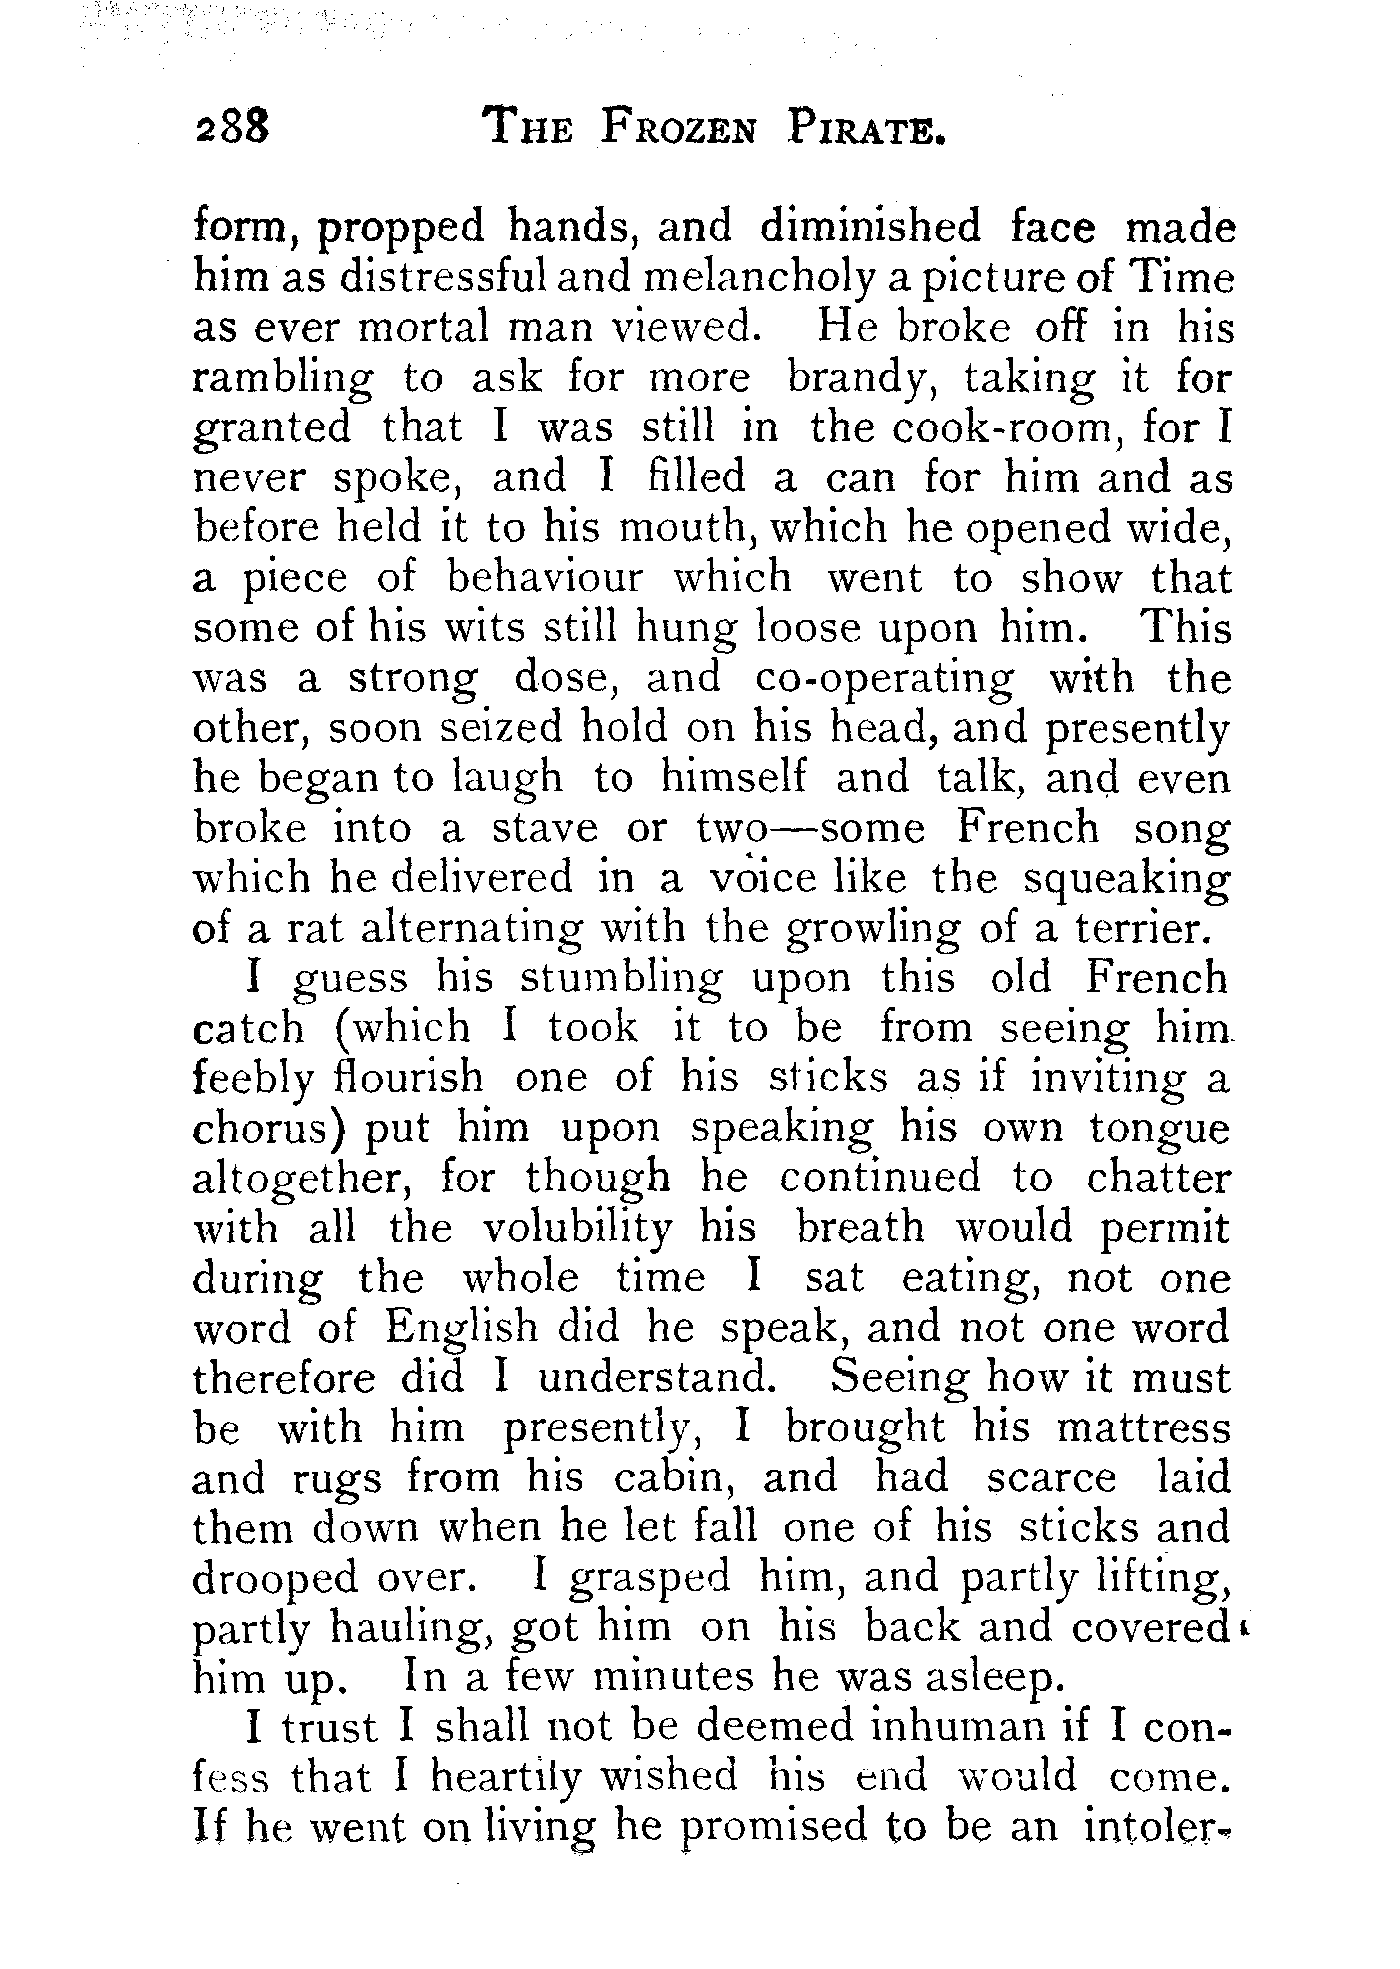 288 THE FROZEN PIRATE.
form, propped hands, and diminished face made
him as distressful and melancholy a picture of Time
as ever mortal man viewed. He broke off in his
rambling to ask for more brandy, taking it for
granted that I was still in the cook-room, for I
never spoke, and I filled a can for him and as
before held it to his mouth, which he opened wide,
a piece of behaviour which went to show that
some of his wits still hung loose upon him. This
was a strong dose, and co-operating with the
other, soon seized hold on his head, and presently
he began to laugh to himself and talk, and even
broke into a stave or two—some French song
which he delivered in a voice like the squeaking
of a rat alternating with the growling of a terrier.
I guess his stumbling upon this old French
catch (which I took it to be from seeing him
feebly flourish one of his sticks as if inviting a
chorus) put him upon speaking his own tongue
altogether, for though he continued to chatter
with all the volubility his breath would permit
during the whole time I sat eating, not one
word of English did he speak, and not one word
therefore did I understand. Seeing how it must
be with him presently, I brought his mattress
and rugs from his cabin, and had scarce laid
them down when he let fall one of his sticks and
drooped over. I grasped him, and partly lifting,
partly hauling, got him on his back and covered
him up. In a few minutes he was asleep.
I trust I shall not be deemed inhuman if I con-
fess that I heartily wished his end would come.
If he went on living he promised to be an intoler-